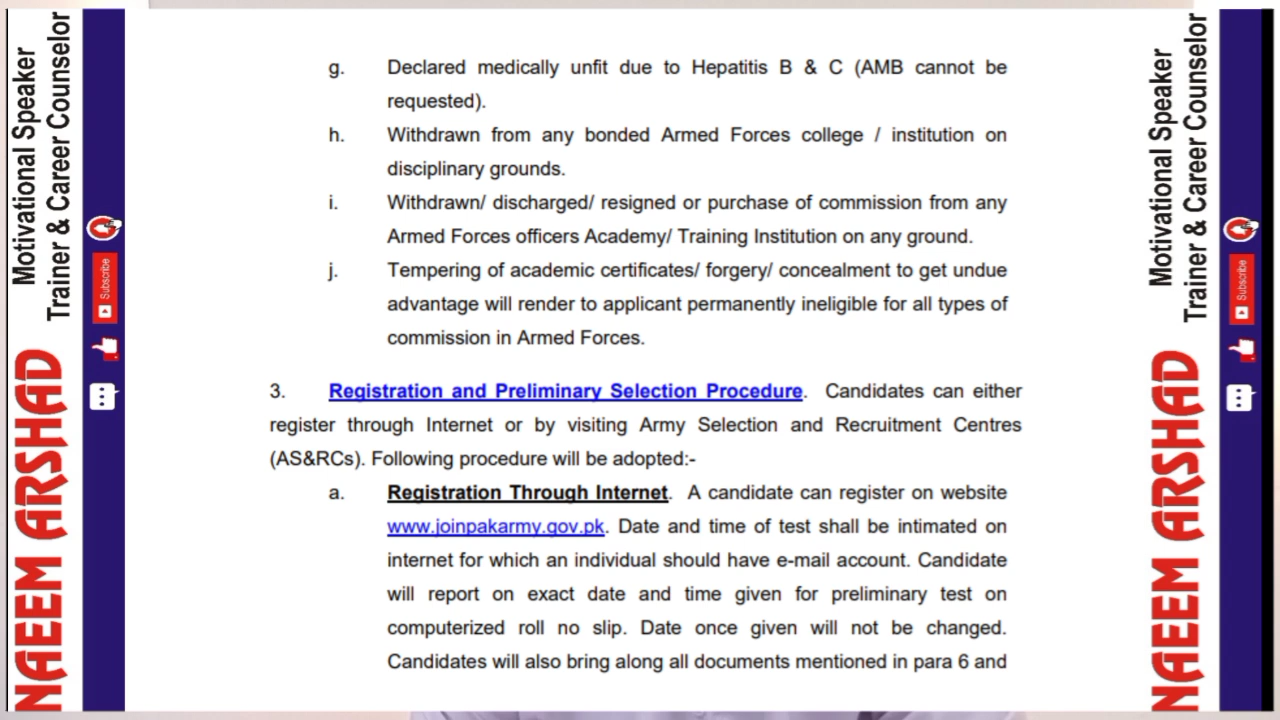 Motivational Speaker
Trainer & Career Counselor
NAEEM ARSHAD
Subscribe
g. Declared medically unfit due to Hepatitis B & C (AMB cannot be
requested).
h. Withdrawn from any bonded Armed Forces college / institution on
disciplinary grounds.
i. Withdrawn/ discharged/ resigned or purchase of commission from any
Armed Forces officers Academy/ Training Institution on any ground.
j. Tempering of academic certificates/ forgery/ concealment to get undue
advantage will render to applicant permanently ineligible for all types of
commission in Armed Forces.
3. Registration and Preliminary Selection Procedure. Candidates can either
register through Internet or by visiting Army Selection and Recruitment Centres
(AS&RCs). Following procedure will be adopted:-
a. Registration Through Internet. A candidate can register on website
www.joinpakarmy.gov.pk. Date and time of test shall be intimated on
internet for which an individual should have e-mail account. Candidate
will report on exact date and time given for preliminary test on
computerized roll no slip. Date once given will not be changed.
Candidates will also bring along all documents mentioned in para 6 and
Motivational Speaker
Trainer & Career Counselor
NAEEM ARSHAD
Subscribe